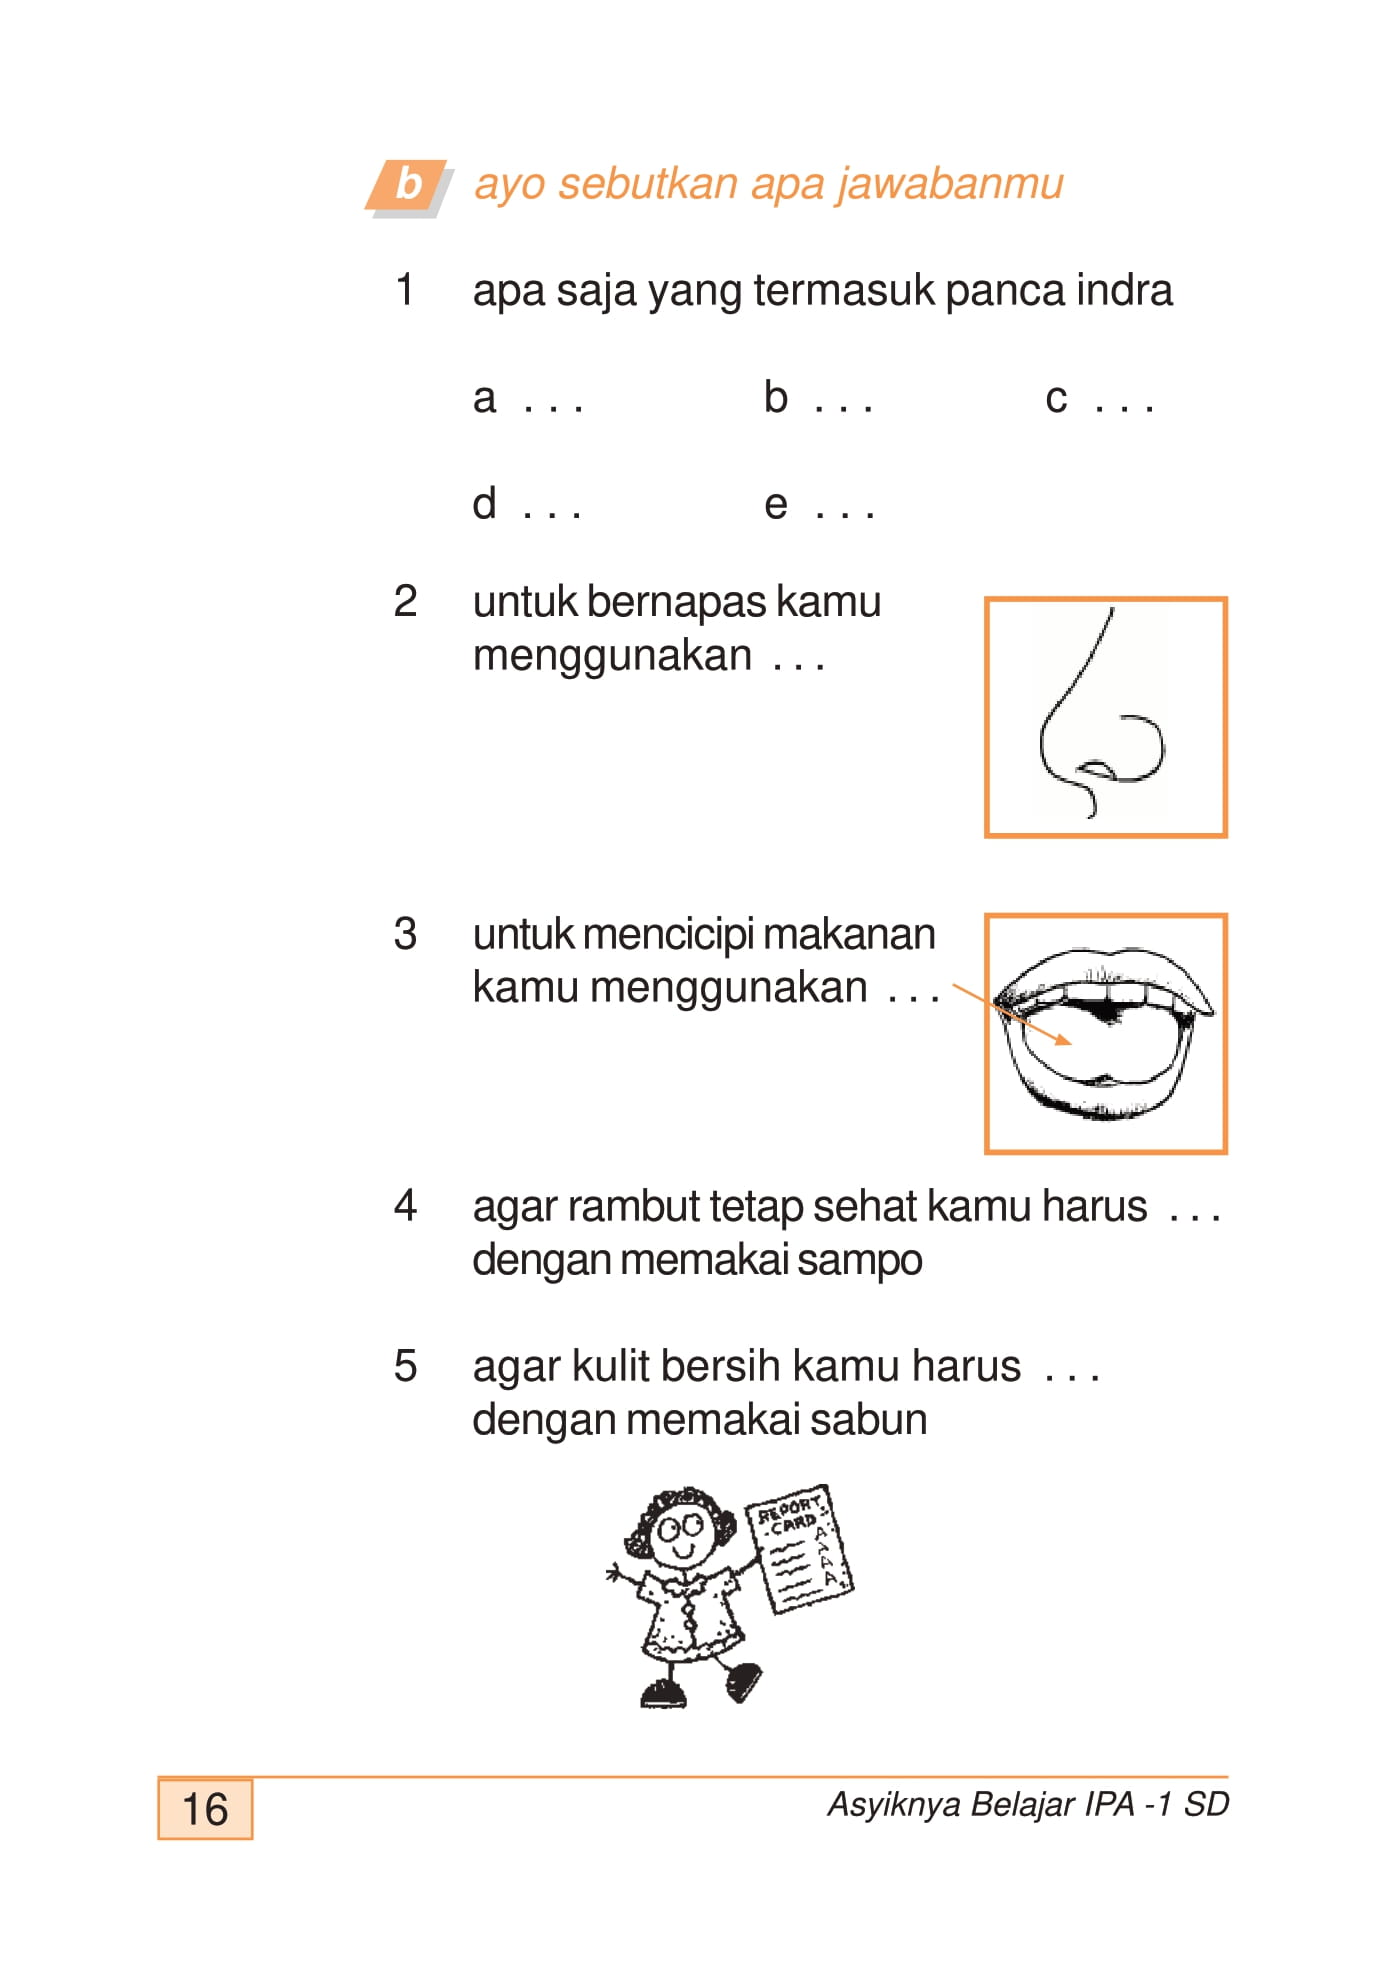 b ayo sebutkan apa jawabanmu
1 apa saja yang termasuk panca indra
a . . . b . . . c . . .
d . . . e . . .
2 untuk bernapas kamu
menggunakan . . .
3 untuk mencicipi makanan
kamu menggunakan . . .
4 agar rambut tetap sehat kamu harus . . .
dengan memakai sampo
5 agar kulit bersih kamu harus . . .
dengan memakai sabun
REPORT
CARD
A
A
A
A
16 Asyiknya Belajar IPA -1 SD